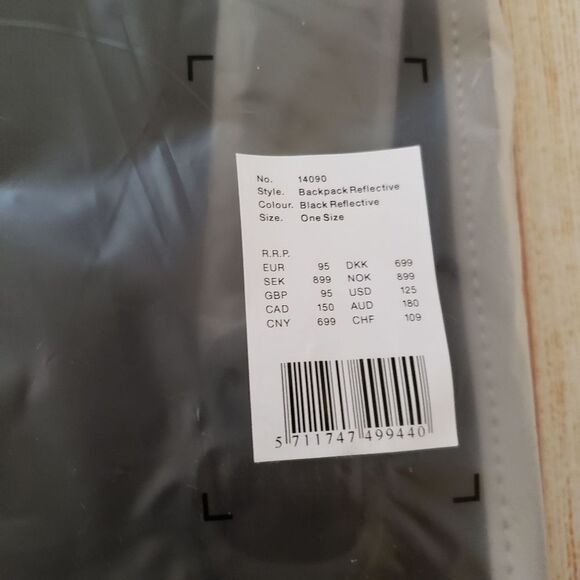 No. 14090
Style. Backpack Reflective
Colour. Black Reflective
Size. One Size
R.R.P.
EUR 95 DKK 699
SEK 899 NOK 899
GBP 95 USD 125
CAD 150 AUD 180
CNY 699 CHF 109
5 711747 499440